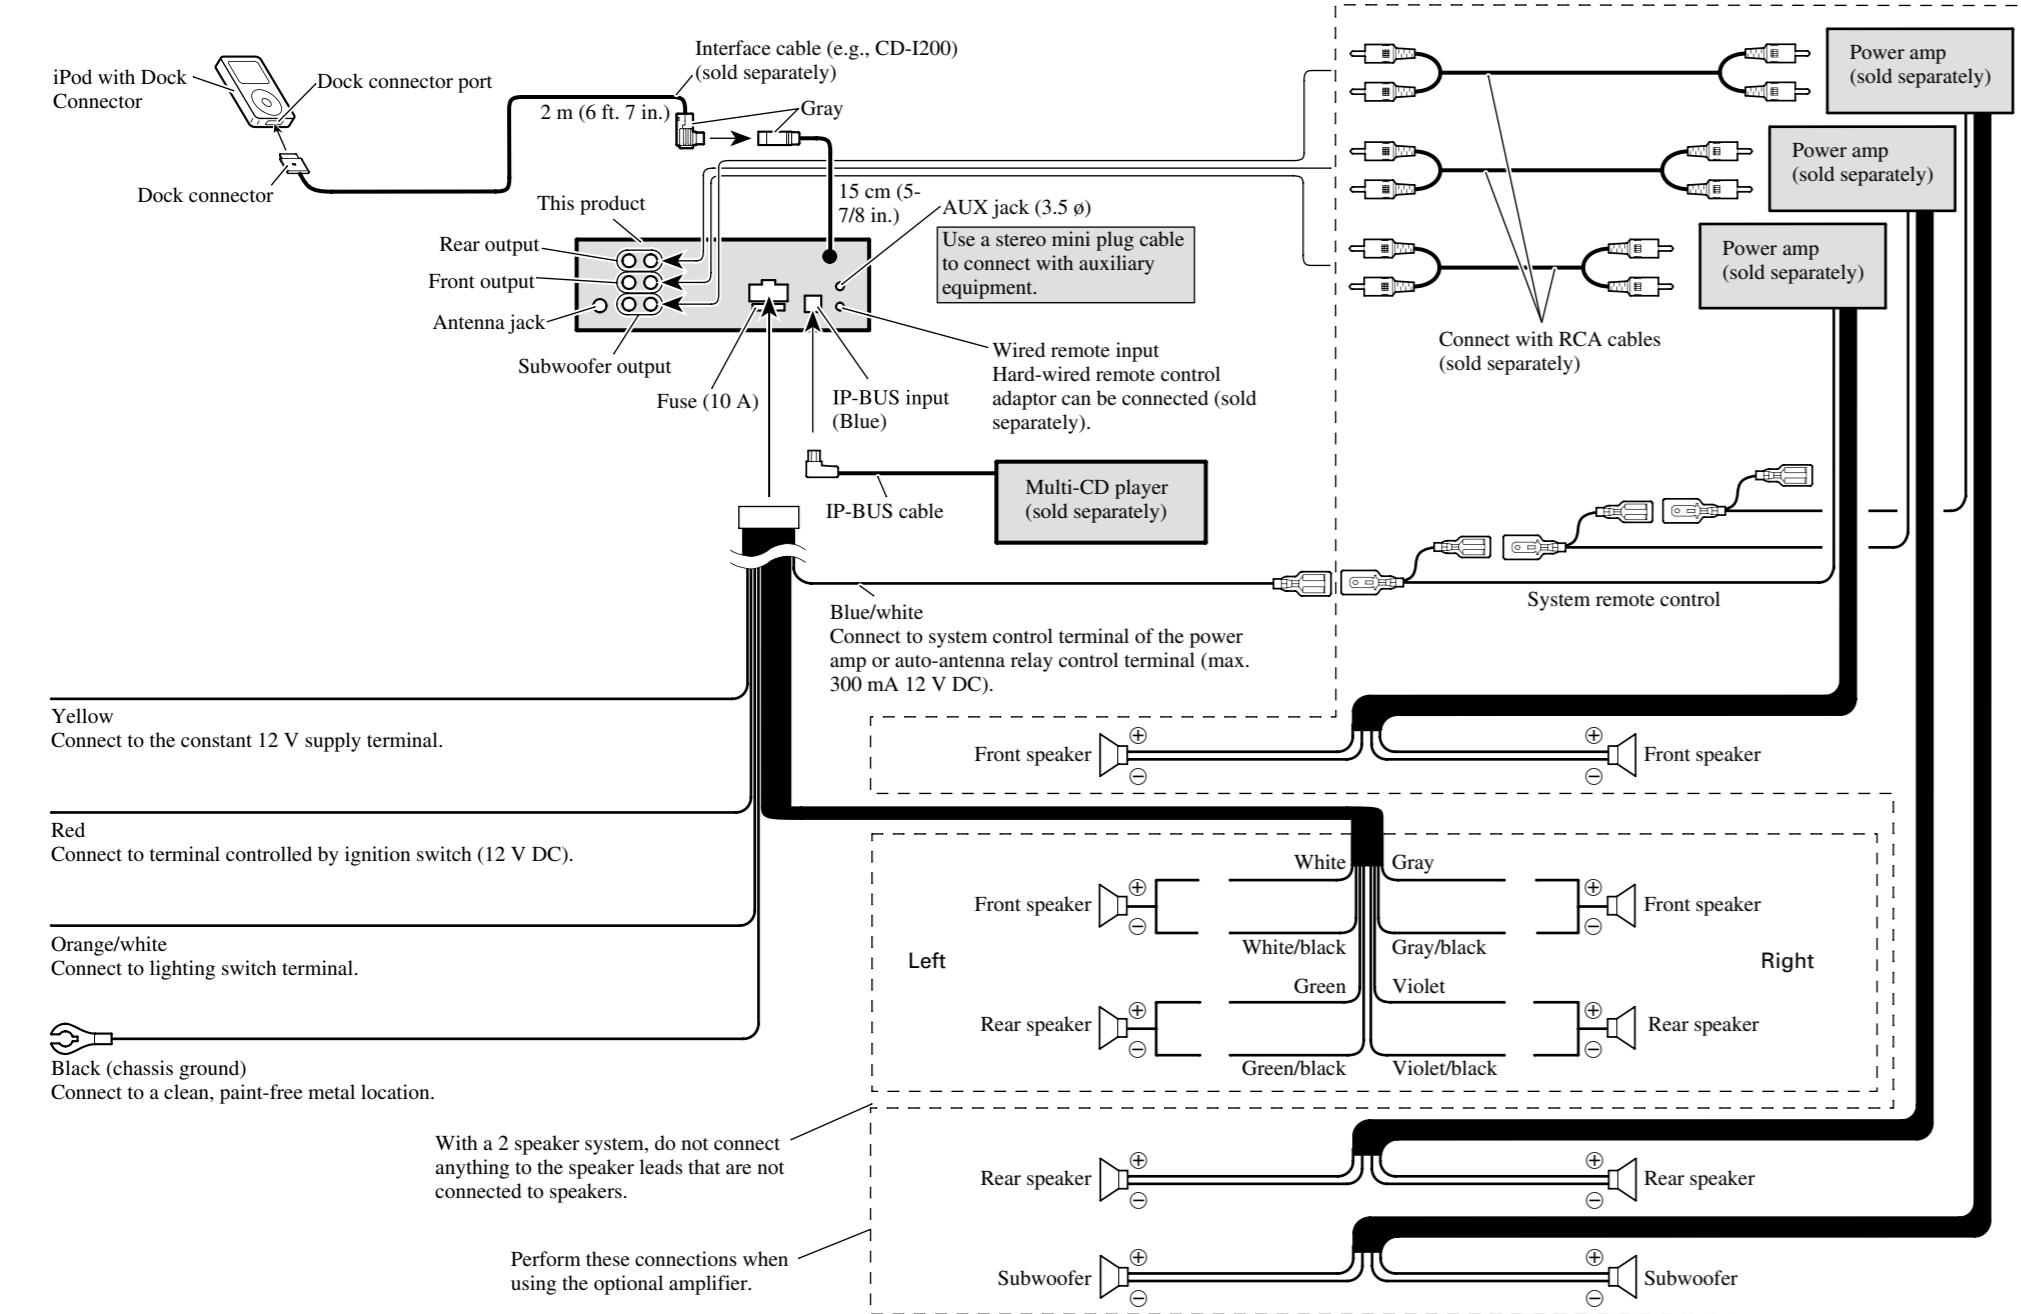 iPod with Dock
Connector
Dock connector port
Dock connector
Interface cable (e.g., CD-I200)
(sold separately)
2 m (6 ft. 7 in.)
Gray
15 cm (5-
7/8 in.)
This product
Rear output
Front output
Antenna jack
Subwoofer output
Fuse (10 A)
AUX jack (3.5 ø)
Use a stereo mini plug cable
to connect with auxiliary
equipment.
IP-BUS input
(Blue)
Wired remote input
Hard-wired remote control
adaptor can be connected (sold
separately).
IP-BUS cable
Multi-CD player
(sold separately)
Power amp
(sold separately)
Power amp
(sold separately)
Power amp
(sold separately)
Connect with RCA cables
(sold separately)
System remote control
Blue/white
Connect to system control terminal of the power
amp or auto-antenna relay control terminal (max.
300 mA 12 V DC).
Yellow
Connect to the constant 12 V supply terminal.
Red
Connect to terminal controlled by ignition switch (12 V DC).
Orange/white
Connect to lighting switch terminal.
Black (chassis ground)
Connect to a clean, paint-free metal location.
Front speaker
+
−
+
−
Front speaker
White
Gray
Front speaker
+
−
+
−
Front speaker
White/black
Gray/black
Left
Right
Green
Violet
Rear speaker
+
−
+
−
Rear speaker
Green/black
Violet/black
With a 2 speaker system, do not connect
anything to the speaker leads that are not
connected to speakers.
Rear speaker
+
−
+
−
Rear speaker
Perform these connections when
using the optional amplifier.
Subwoofer
+
−
+
−
Subwoofer